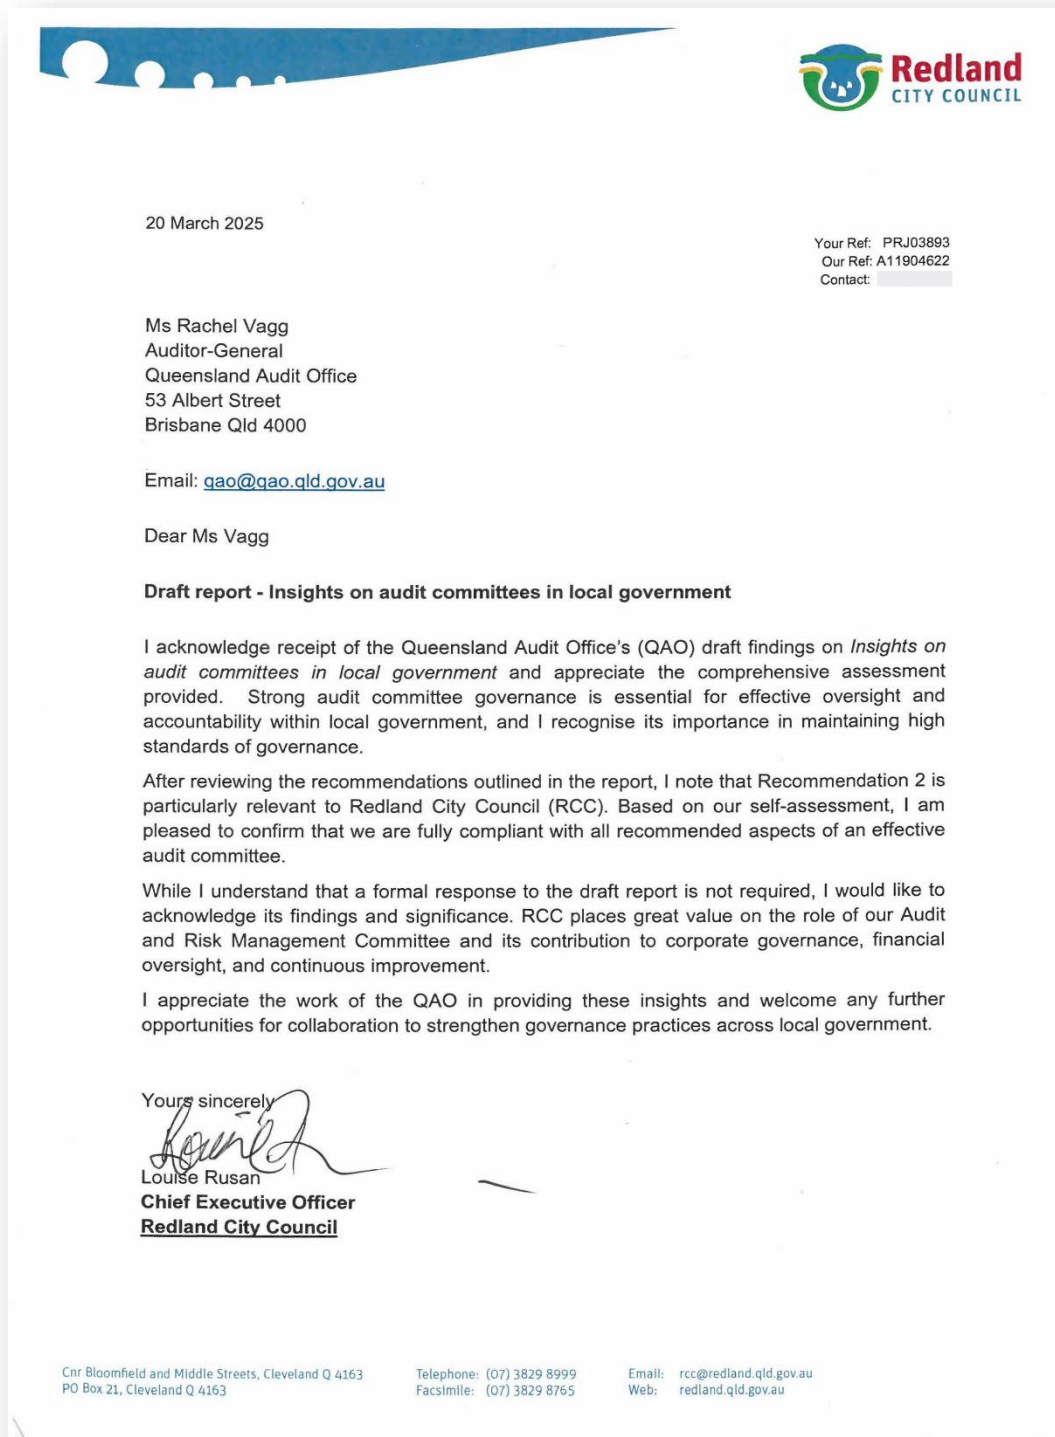 Redland
CITY COUNCIL
20 March 2025
Your Ref: PRJ03893
Our Ref: A11904622
Contact:
Ms Rachel Vagg
Auditor-General
Queensland Audit Office
53 Albert Street
Brisbane Qld 4000
Email: qao@qao.qld.gov.au
Dear Ms Vagg
Draft report - Insights on audit committees in local government
I acknowledge receipt of the Queensland Audit Office's (QAO) draft findings on Insights on
audit committees in local government and appreciate the comprehensive assessment
provided. Strong audit committee governance is essential for effective oversight and
accountability within local government, and I recognise its importance in maintaining high
standards of governance.
After reviewing the recommendations outlined in the report, I note that Recommendation 2 is
particularly relevant to Redland City Council (RCC). Based on our self-assessment, I am
pleased to confirm that we are fully compliant with all recommended aspects of an effective
audit committee.
While I understand that a formal response to the draft report is not required, I would like to
acknowledge its findings and significance. RCC places great value on the role of our Audit
and Risk Management Committee and its contribution to corporate governance, financial
oversight, and continuous improvement.
I appreciate the work of the QAO in providing these insights and welcome any further
opportunities for collaboration to strengthen governance practices across local government.
Yours sincerely
Louise Rusan
Chief Executive Officer
Redland City Council
Cnr Bloomfield and Middle Streets, Cleveland Q 4163
PO Box 21, Cleveland Q 4163
Telephone: (07) 3829 8999
Facsimile: (07) 3829 8765
Email: rcc@redland.qld.gov.au
Web: redland.qld.gov.au